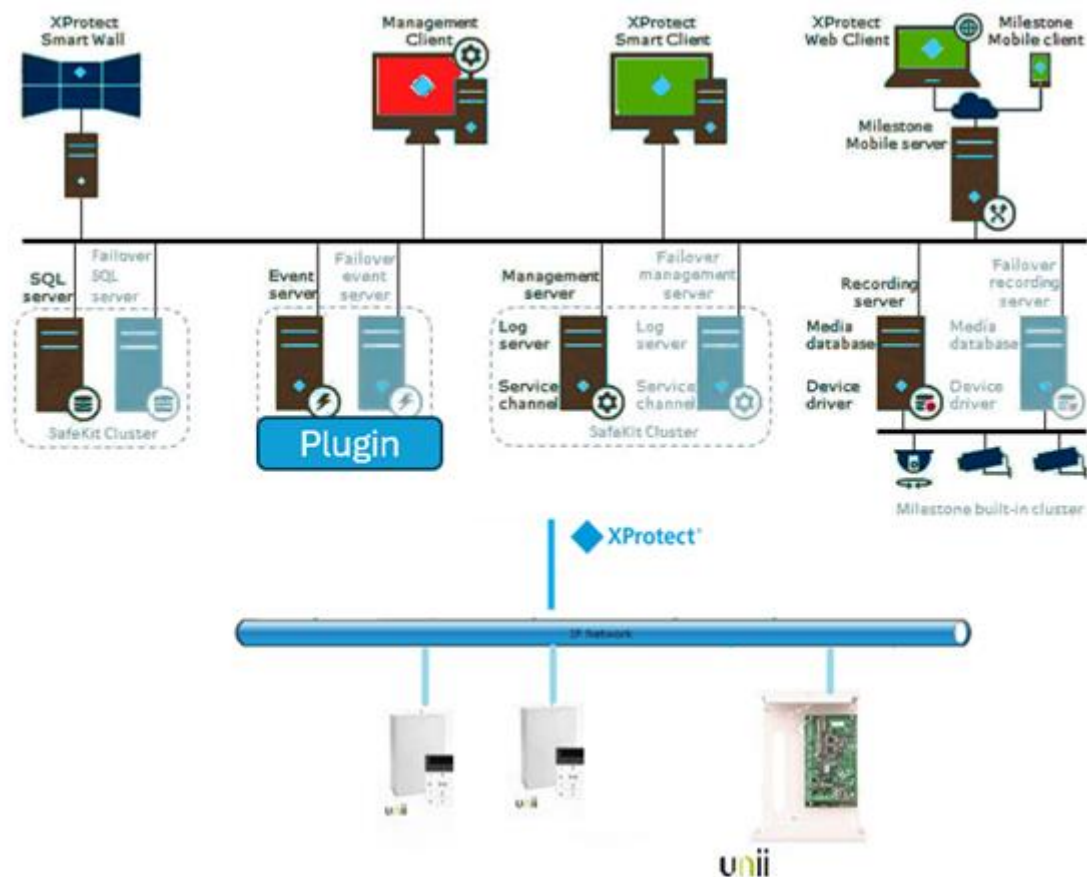 XProtect
Smart Wall
Management
Client
XProtect
Smart Client
XProtect
Web Client
Milestone
Mobile client
Milestone
Mobile server
SQL
server
Failover
SQL
server
Event
server
Failover
event
server
Management
server
Failover
management
server
Recording
server
Failover
recording
server
Log
server
Log
server
Media
database
Media
database
Service
channel
Service
channel
Device
driver
Device
driver
SafeKit Cluster
Plugin
SafeKit Cluster
Milestone built-in cluster
XProtect®
IP Network
unii
unii
unii